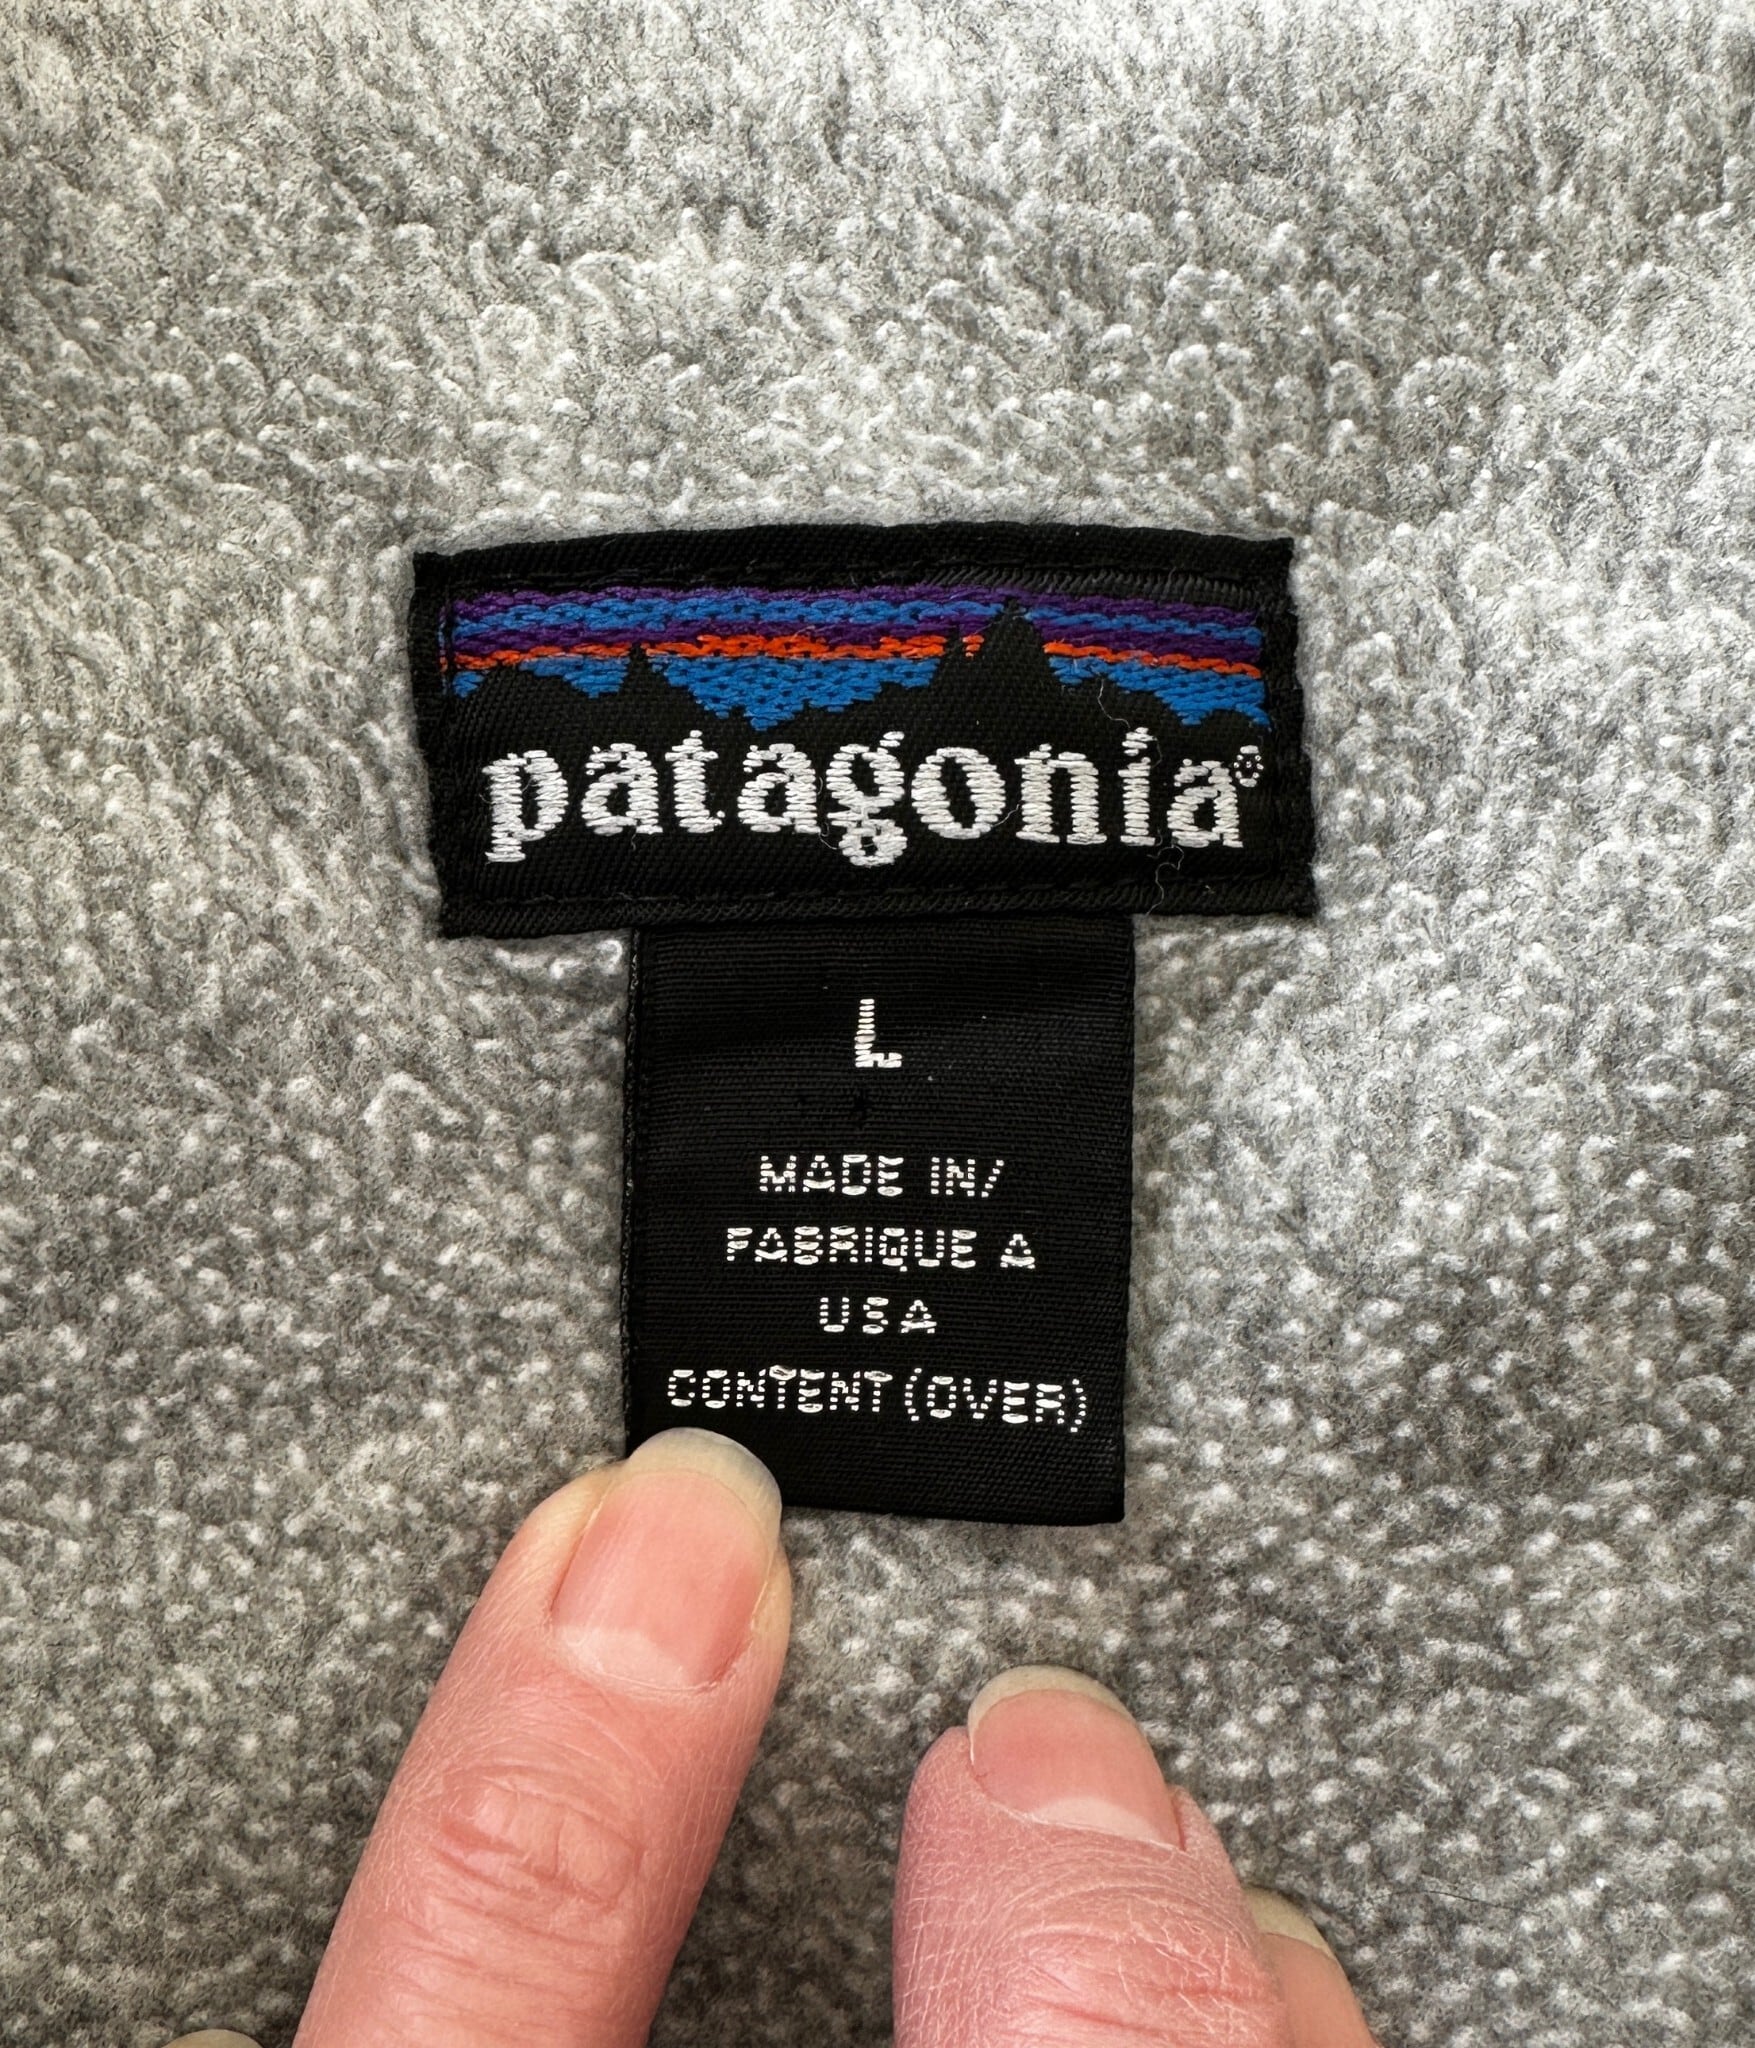 patagonia®
L
MADE IN/
FABRIQUE A
USA
CONTENT (OVER)